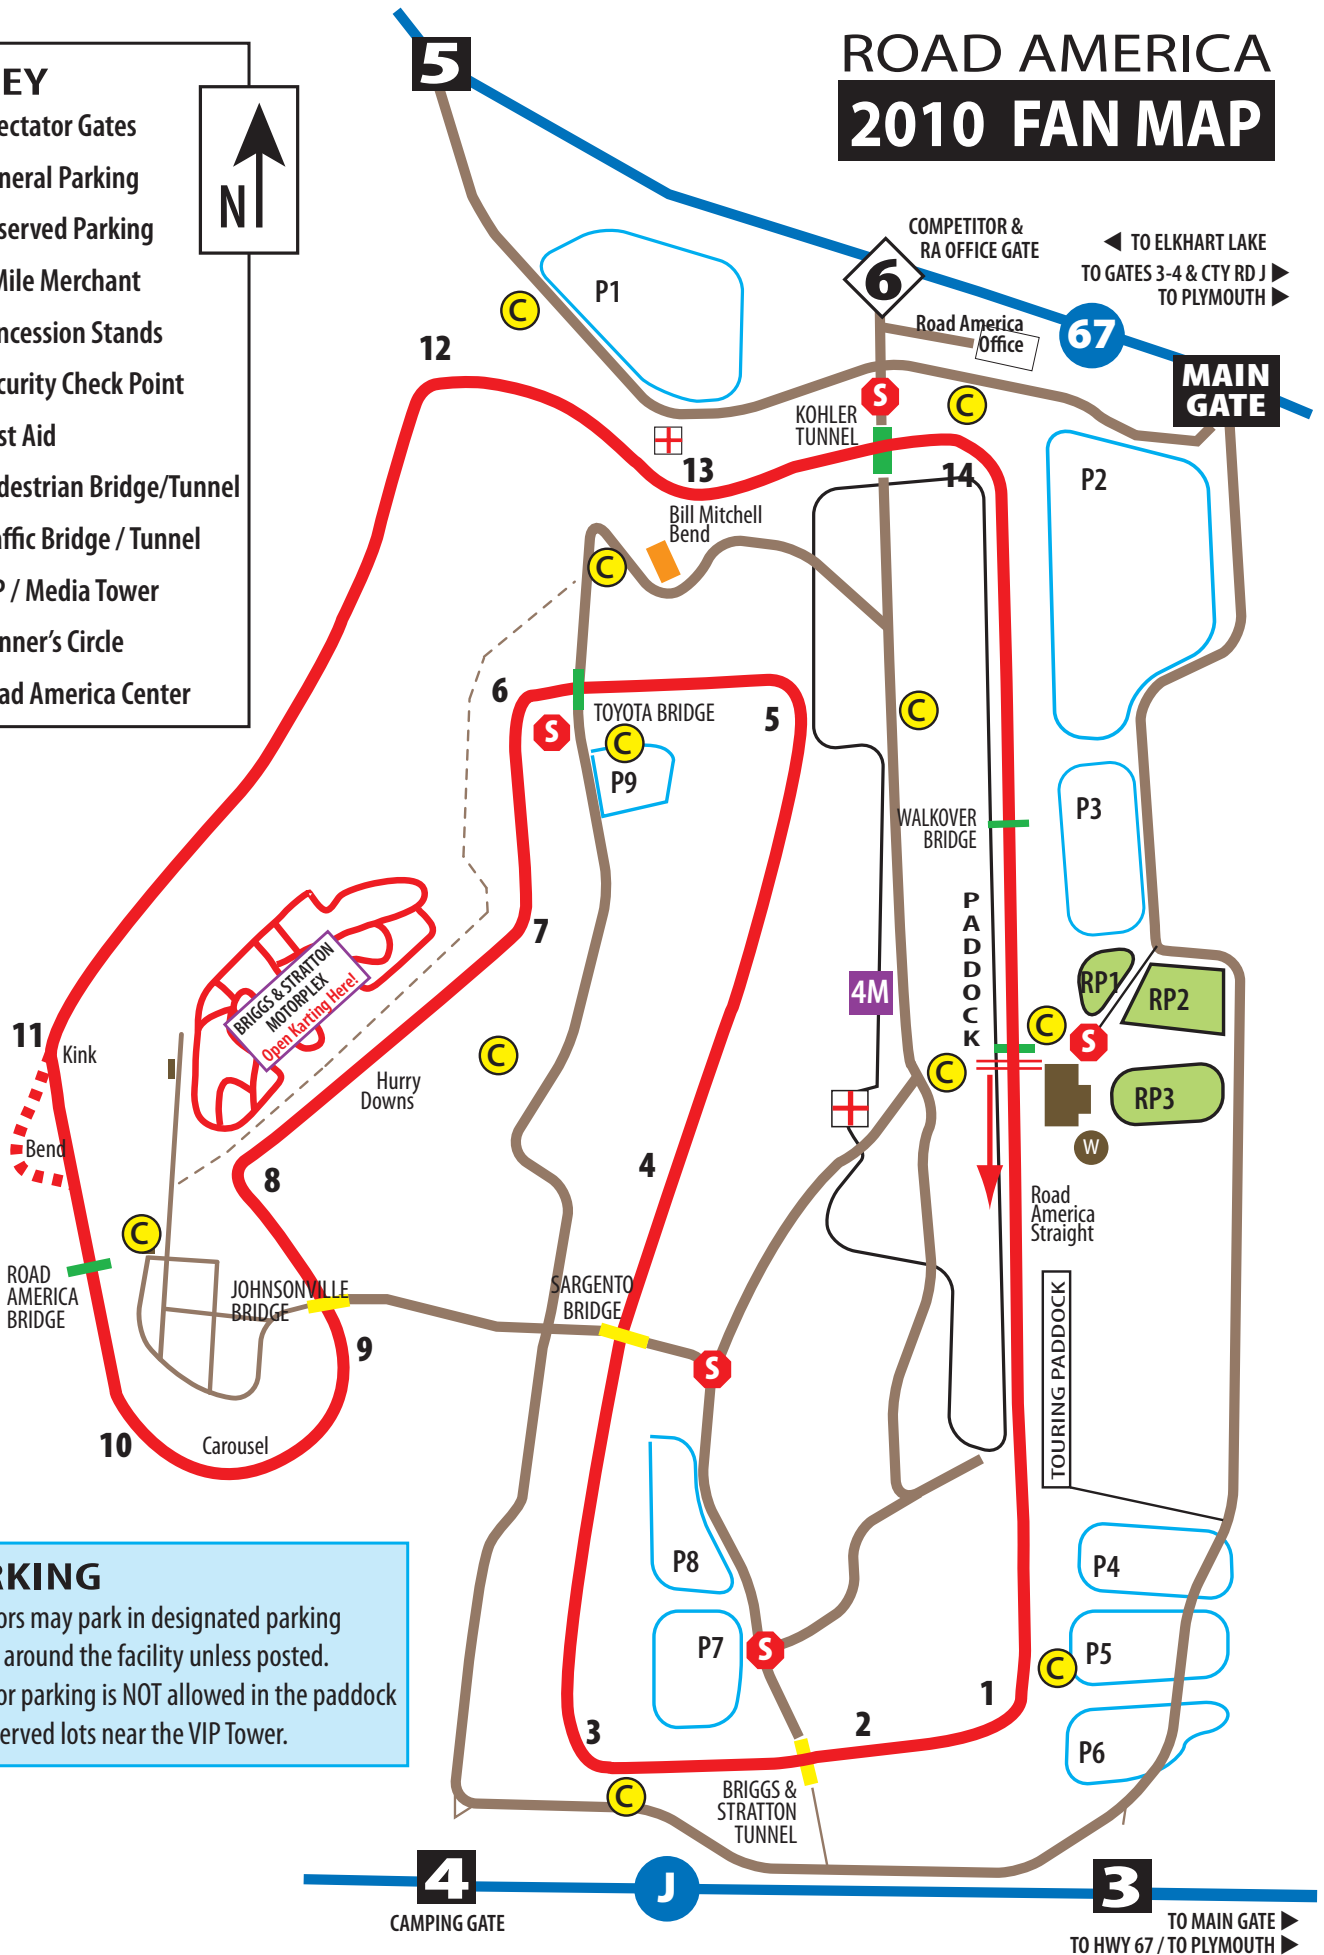 ROAD AMERICA
2010 FAN MAP
EY
ectator Gates
neral Parking
served Parking
Mile Merchant
ncession Stands
curity Check Point
st Aid
destrian Bridge/Tunnel
affic Bridge / Tunnel
P / Media Tower
nner's Circle
ad America Center
N
5
COMPETITOR &
RA OFFICE GATE
6
◀ TO ELKHART LAKE
TO GATES 3-4 & CTY RD J ▶
TO PLYMOUTH ▶
67
Road America
Office
MAIN
GATE
P1
C
12
S
C
KOHLER
TUNNEL
13
14
P2
Bill Mitchell
Bend
C
6
S
TOYOTA BRIDGE
5
C
C
P9
P3
WALKOVER
BRIDGE
PADDOCK
7
BRIGGS & STRATTON
MOTORPLEX
Open Karting Here!
4M
RP1
RP2
11
Kink
C
C
S
C
Hurry
Downs
RP3
Bend
W
4
8
Road
America
Straight
C
ROAD
AMERICA
BRIDGE
JOHNSONVILLE
BRIDGE
SARGENTO
BRIDGE
TOURING PADDOCK
9
S
10
Carousel
P8
P4
RKING
ors may park in designated parking
around the facility unless posted.
or parking is NOT allowed in the paddock
served lots near the VIP Tower.
P7
S
C
P5
1
2
3
P6
C
BRIGGS &
STRATTON
TUNNEL
4
CAMPING GATE
J
3
TO MAIN GATE ▶
TO HWY 67 / TO PLYMOUTH ▶